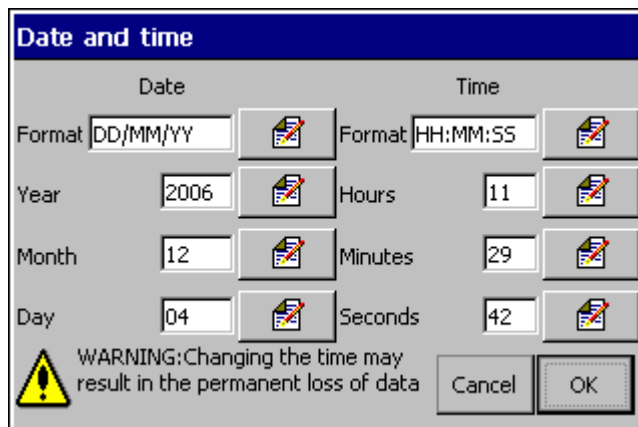 Date and time
Date Time
Format DD/MM/YY Format HH:MM:SS
Year 2006 Hours 11
Month 12 Minutes 29
Day 04 Seconds 42
WARNING:Changing the time may
result in the permanent loss of data Cancel OK